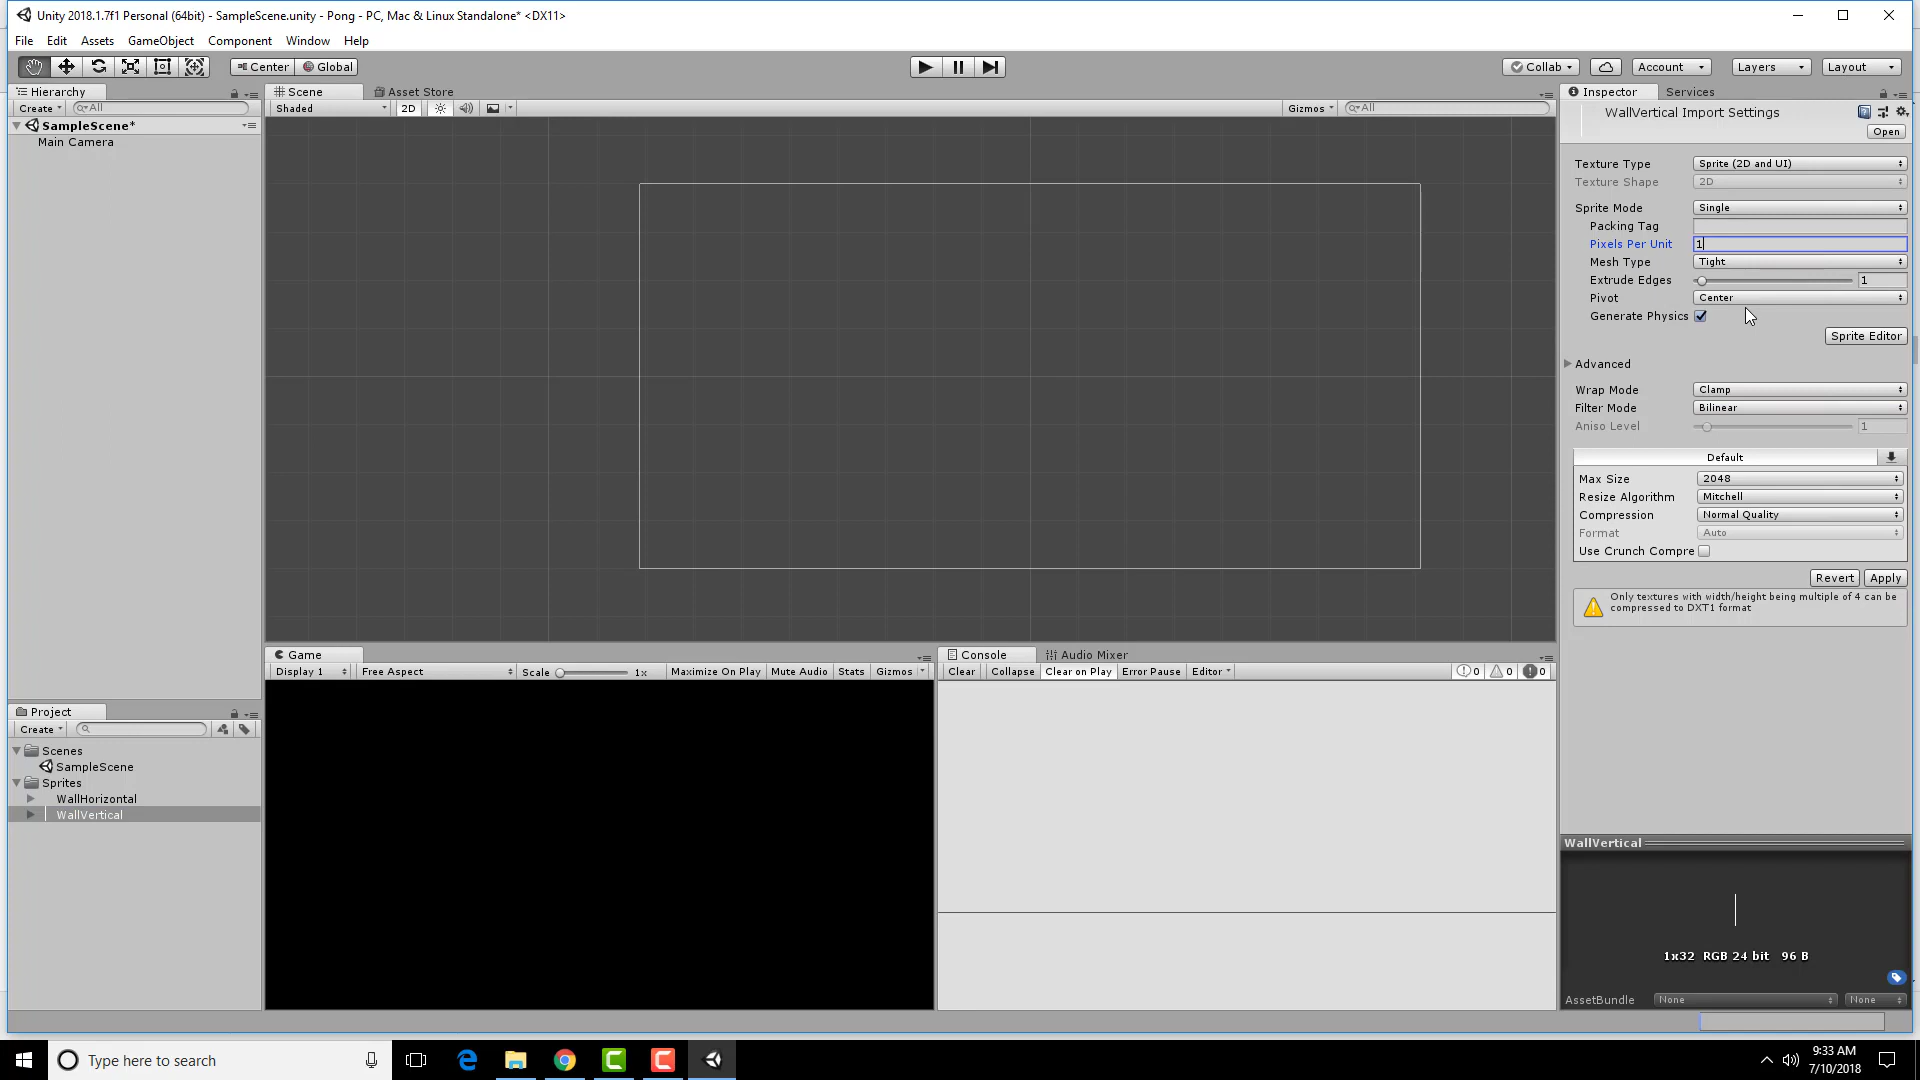 Unity 2018.1.7f1 Personal (64bit) - SampleScene.unity - Pong - PC, Mac & Linux Standalone* <DX11>
File Edit Assets GameObject Component Window Help
Center Global Collab Account Layers Layout
Hierarchy
Create All
SampleScene*
Main Camera
Scene Asset Store
Shaded 2D Gizmos All
Inspector Services
WallVertical Import Settings
Open
Texture Type Sprite (2D and UI)
Texture Shape 2D
Sprite Mode Single
Packing Tag
Pixels Per Unit 1
Mesh Type Tight
Extrude Edges 1
Pivot Center
Generate Physics
Sprite Editor
Advanced
Wrap Mode Clamp
Filter Mode Bilinear
Aniso Level 1
Default
Max Size 2048
Resize Algorithm Mitchell
Compression Normal Quality
Format Auto
Use Crunch Compre
Revert Apply
Only textures with width/height being multiple of 4 can be
compressed to DXT1 format
Game
Display 1 Free Aspect Scale 1x Maximize On Play Mute Audio Stats Gizmos
Console Audio Mixer
Clear Collapse Clear on Play Error Pause Editor 0 0 0
Project
Create
Scenes
SampleScene
Sprites
WallHorizontal
WallVertical
WallVertical
1x32 RGB 24 bit 96 B
AssetBundle None None
Type here to search
9:33 AM
7/10/2018